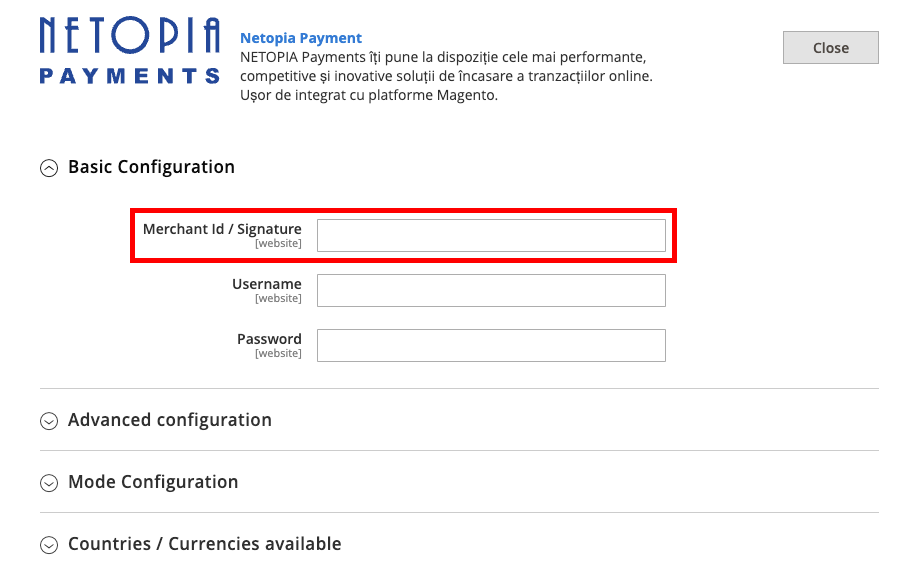 NETOPIA
PAYMENTS
Netopia Payment
NETOPIA Payments îți pune la dispoziție cele mai performante,
competitive și inovative soluții de încasare a tranzacțiilor online.
Ușor de integrat cu platforme Magento.
Close
Basic Configuration
Merchant Id / Signature
[website]
Username
[website]
Password
[website]
Advanced configuration
Mode Configuration
Countries / Currencies available